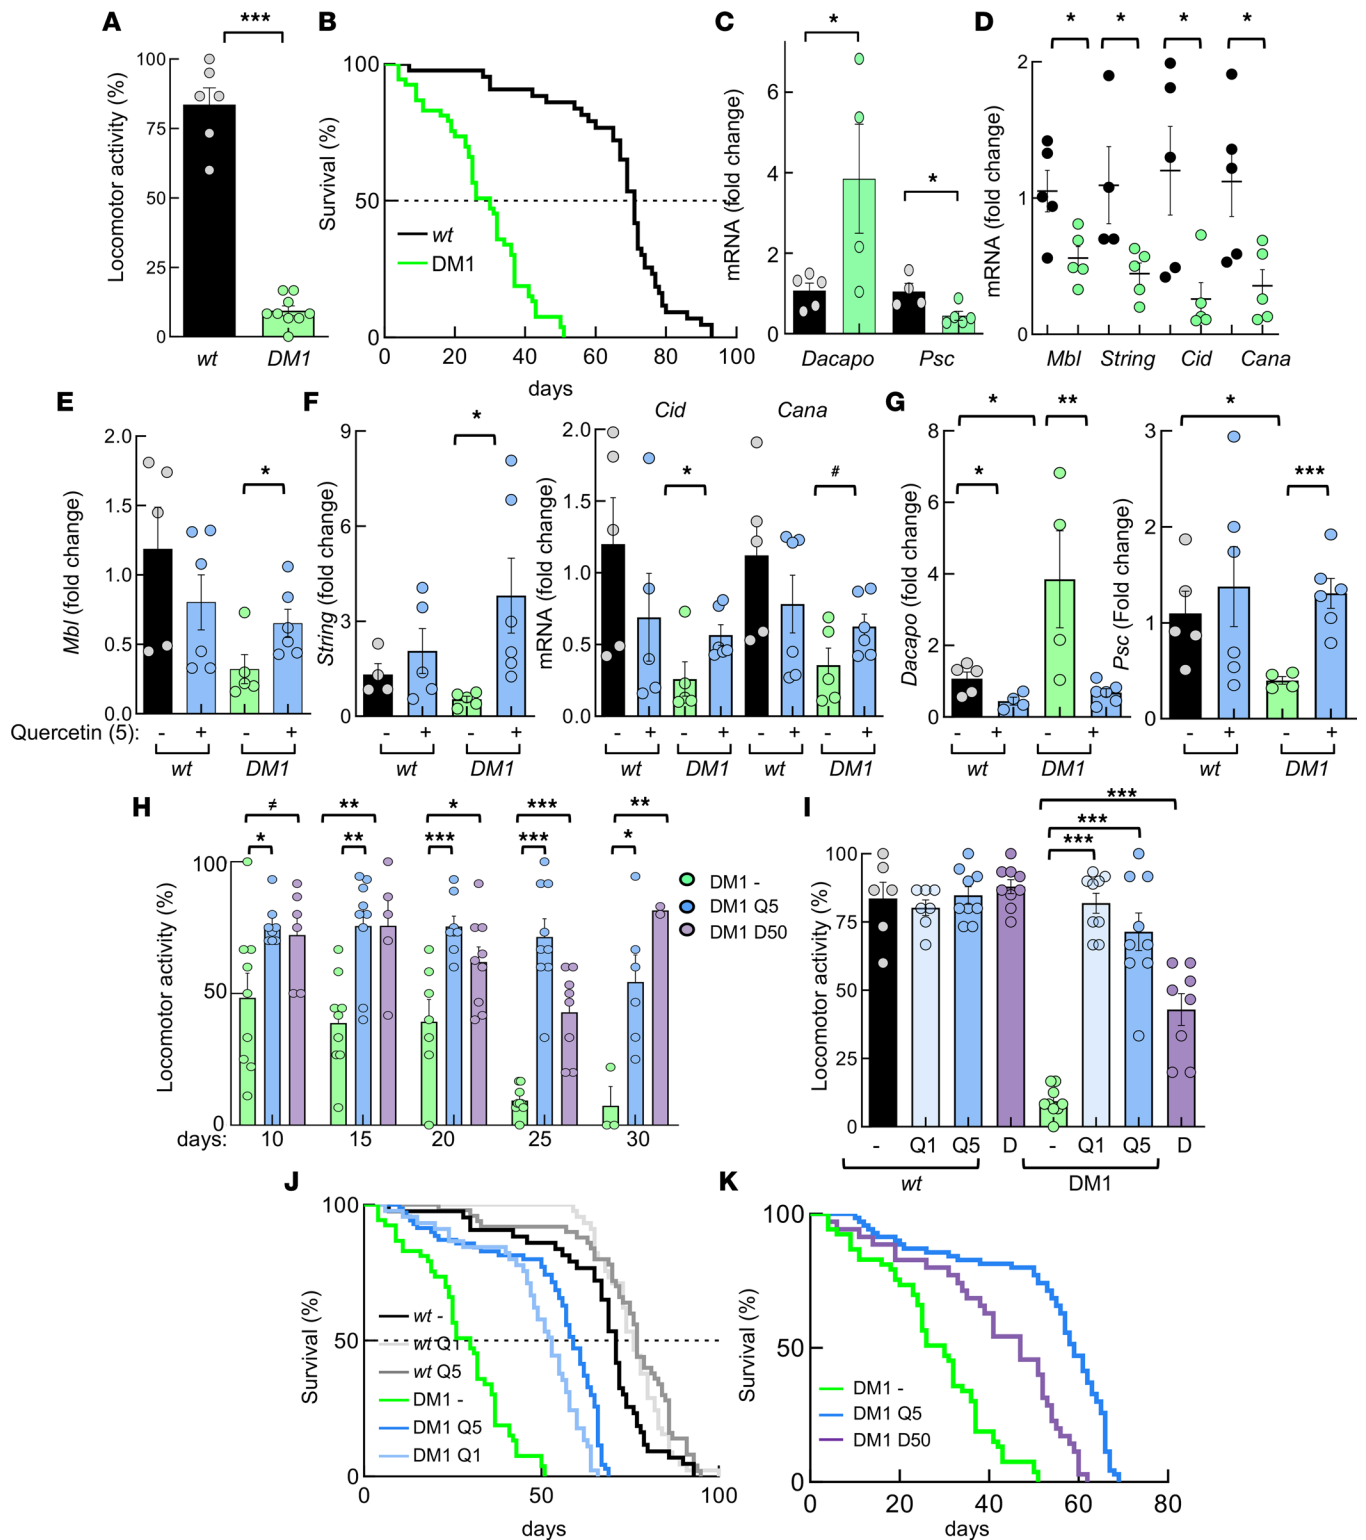 A
***
Locomotor activity (%)
100
75
50
25
0
wt
DM1
B
Survival (%)
100
50
0
wt
DM1
0 20 40 60 80 100
days
C
*
*
mRNA (fold change)
6
4
2
0
Dacapo Psc
D
* * * *
mRNA (fold change)
2
1
0
Mbl String Cid Cana
E
Mbl (fold change)
2.0
1.5
1.0
0.5
0.0
*
Quercetin (5): - + - +
wt DM1
F
String (fold change)
9
6
3
0
*
- + - +
wt DM1
Cid Cana
mRNA (fold change)
2.0
1.5
1.0
0.5
0.0
* #
- + - + - + - +
wt DM1 wt DM1
G
Dacapo (fold change)
8
6
4
2
0
* **
*
- + - +
wt DM1
Psc (Fold change)
3
2
1
0
*
***
- + - +
wt DM1
H
≠ ** * *** **
* ** *** *** *
Locomotor activity (%)
100
50
0
days: 10 15 20 25 30
DM1 -
DM1 Q5
DM1 D50
I
***
***
***
Locomotor activity (%)
100
75
50
25
0
- Q1 Q5 D - Q1 Q5 D
wt DM1
J
Survival (%)
100
50
0
wt -
wt Q1
wt Q5
DM1 -
DM1 Q5
DM1 Q1
0 50 100
days
K
Survival (%)
100
50
0
DM1 -
DM1 Q5
DM1 D50
0 20 40 60 80
days